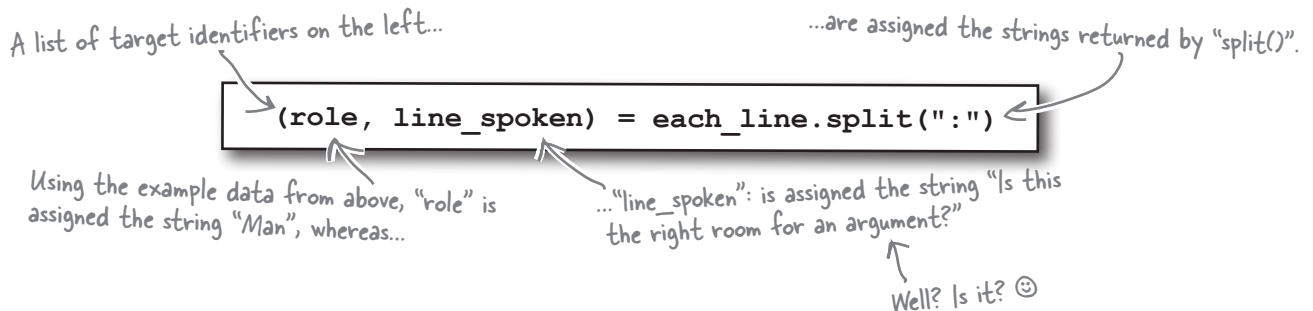 A list of target identifiers on the left...
...are assigned the strings returned by “split()”.
(role, line_spoken) = each_line.split(":")
Using the example data from above, “role” is
assigned the string “Man”, whereas...
...“line_spoken”: is assigned the string “Is this
the right room for an argument?”
Well? Is it? ☺